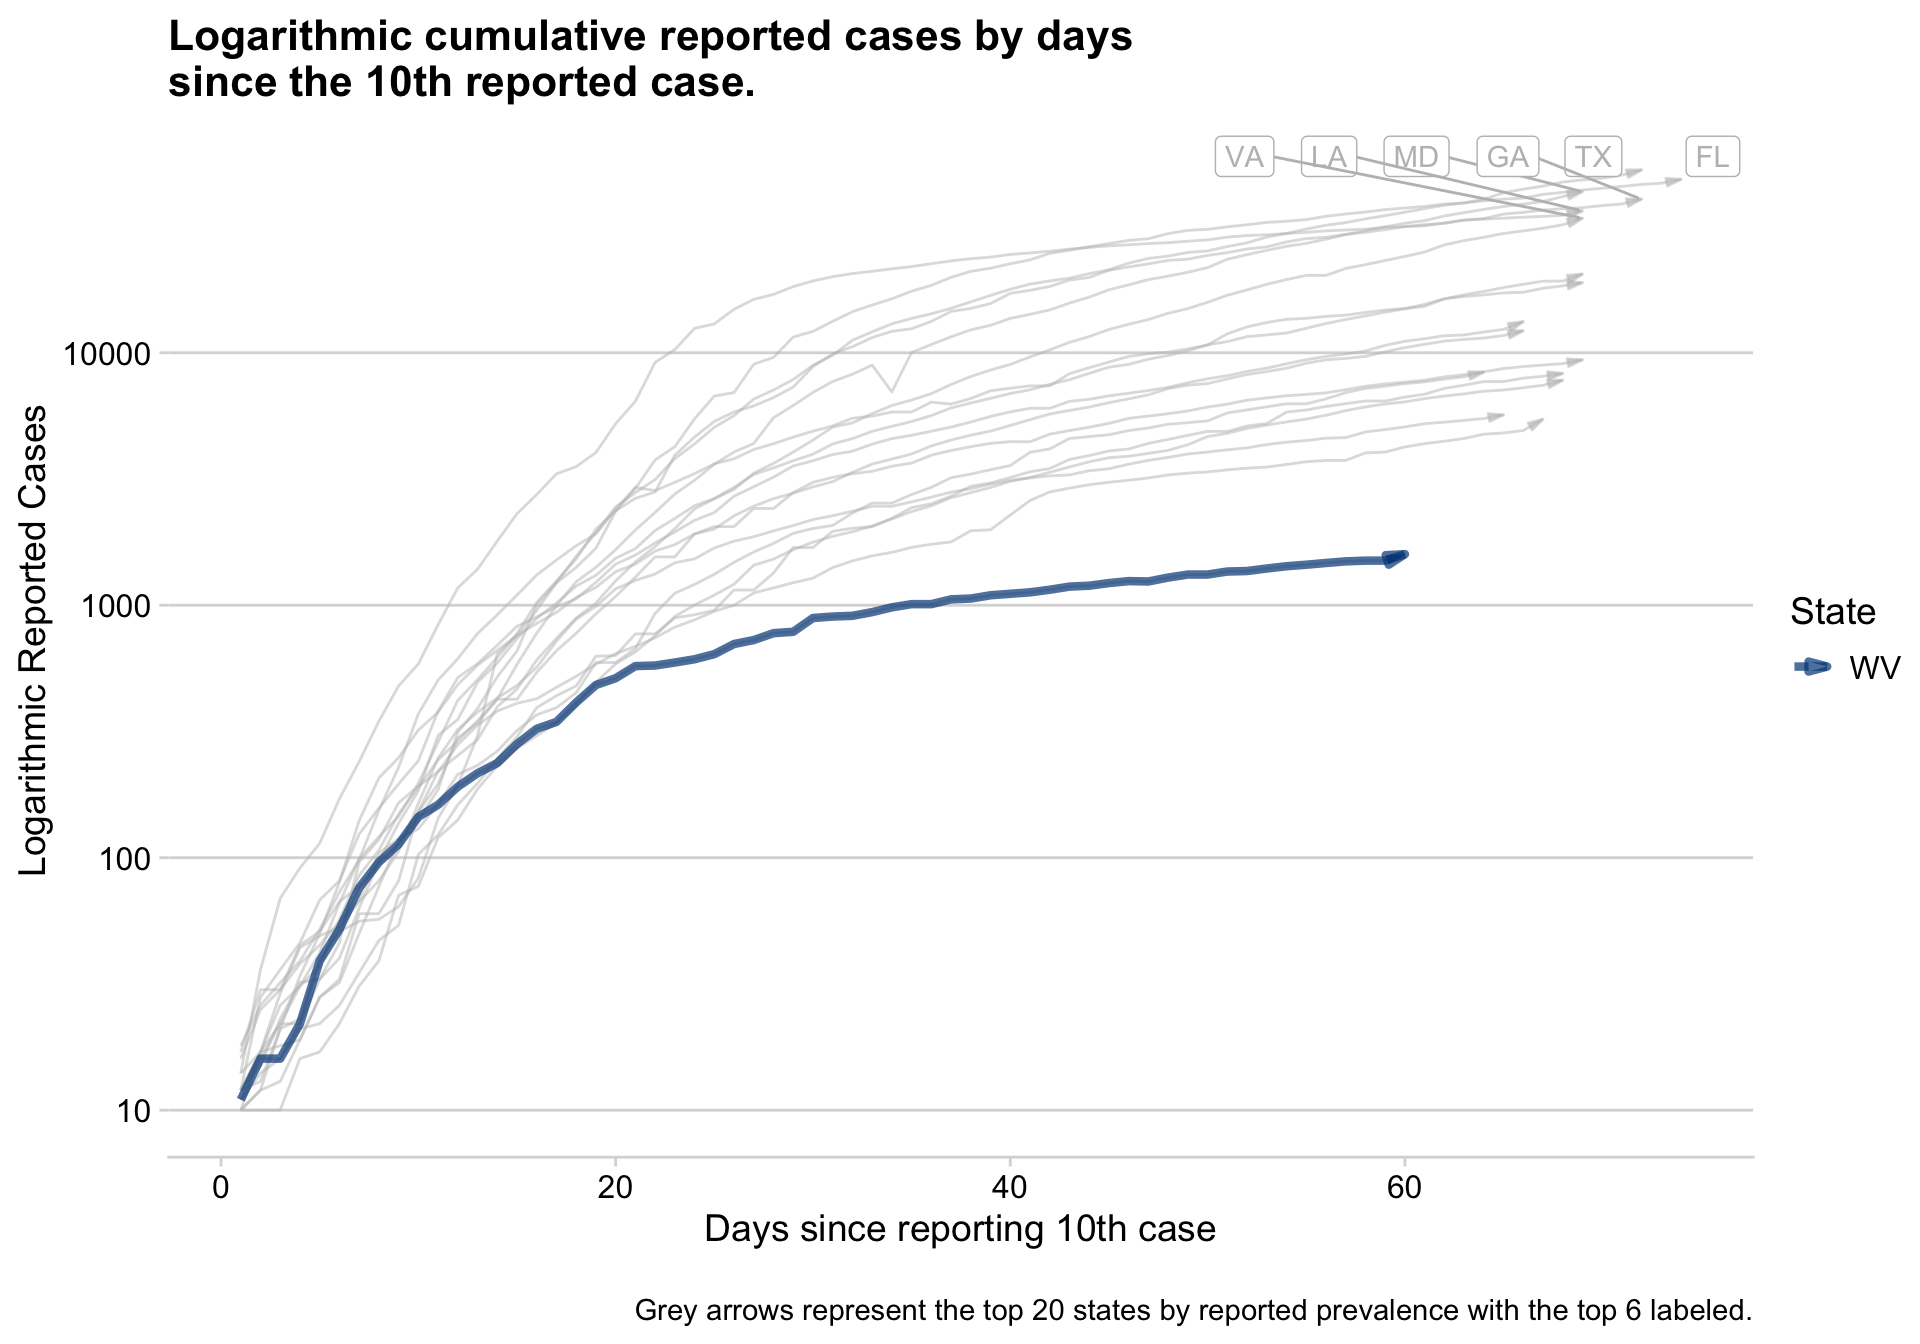 Logarithmic cumulative reported cases by days
since the 10th reported case.
VA LA MD GA TX FL
10000
1000
100
10
Logarithmic Reported Cases
0 20 40 60
Days since reporting 10th case
State
WV
Grey arrows represent the top 20 states by reported prevalence with the top 6 labeled.